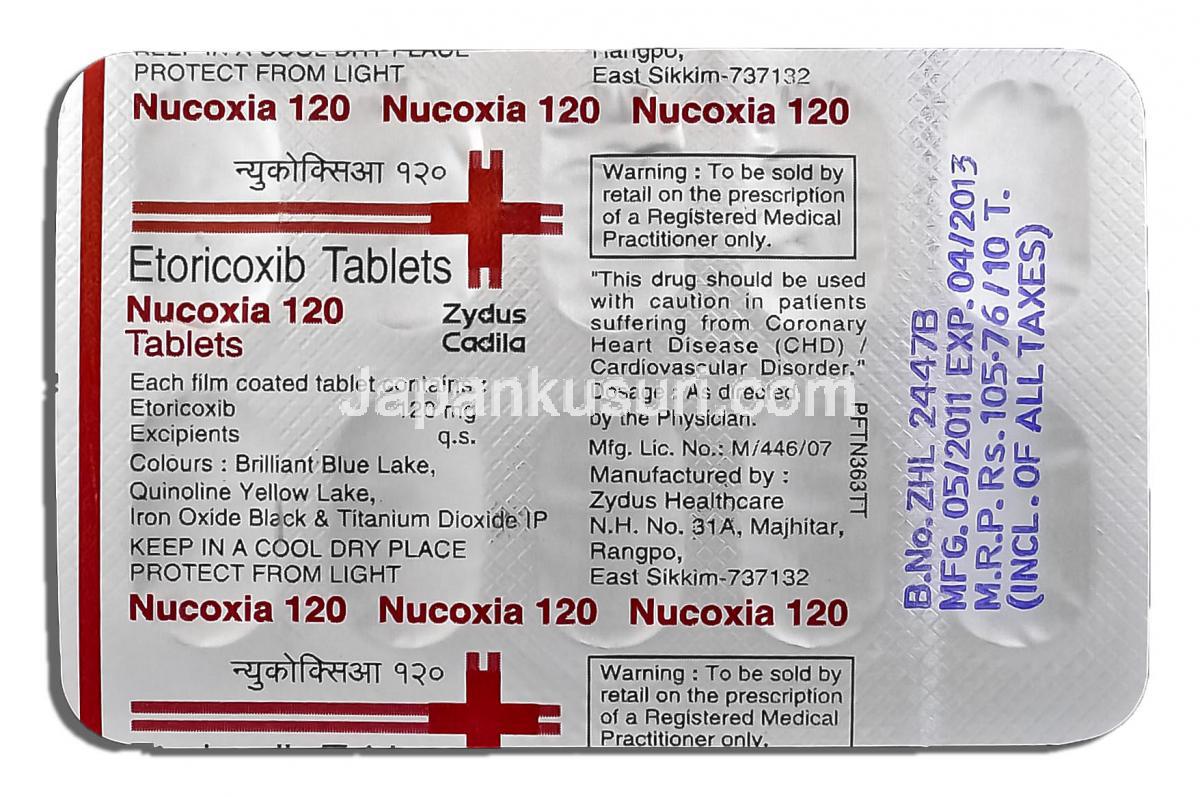 KEEP IN A COOL DRY PLACE
PROTECT FROM LIGHT
Rangpo,
East Sikkim-737132
Nucoxia 120 Nucoxia 120 Nucoxia 120
न्युकोक्सिआ १२०
Etoricoxib Tablets
Nucoxia 120
Tablets
Zydus
Cadila
Each film coated tablet contains :
Etoricoxib 120 mg
Excipients q.s.
Colours : Brilliant Blue Lake,
Quinoline Yellow Lake,
Iron Oxide Black & Titanium Dioxide IP
KEEP IN A COOL DRY PLACE
PROTECT FROM LIGHT
Warning : To be sold by
retail on the prescription
of a Registered Medical
Practitioner only.
"This drug should be used
with caution in patients
suffering from Coronary
Heart Disease (CHD) /
Cardiovascular Disorder."
Dosage : As directed
by the Physician.
Mfg. Lic. No.: M/446/07
Manufactured by :
Zydus Healthcare
N.H. No. 31A, Majhitar,
Rangpo,
East Sikkim-737132
PFTN363TT
B.No. ZHL 2447B
MFG. 05/2011 EXP. 04/2013
M.R.P. Rs. 105·76/10 T.
(INCL. OF ALL TAXES)
Japankusuri.com
Nucoxia 120 Nucoxia 120 Nucoxia 120
न्युकोक्सिआ १२०
Warning : To be sold by
retail on the prescription
of a Registered Medical
Practitioner only.